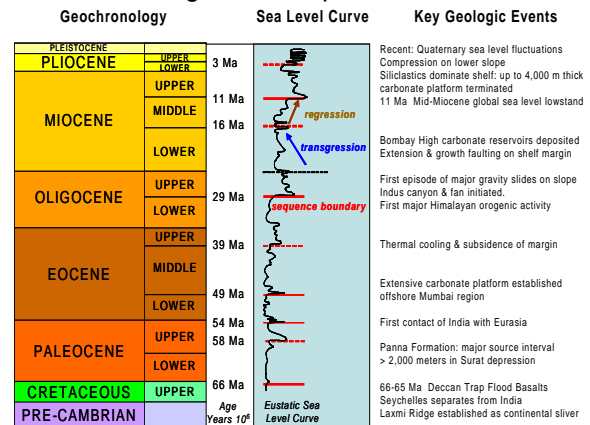 Geochronology
Sea Level Curve
Key Geologic Events
PLEISTOCENE
PLIOCENE
UPPER
LOWER
MIOCENE
UPPER
MIDDLE
LOWER
OLIGOCENE
UPPER
LOWER
EOCENE
UPPER
MIDDLE
LOWER
PALEOCENE
UPPER
LOWER
CRETACEOUS
UPPER
PRE-CAMBRIAN
3 Ma
11 Ma
16 Ma
29 Ma
39 Ma
49 Ma
54 Ma
58 Ma
66 Ma
Age
Years 10⁶
regression
transgression
sequence boundary
Eustatic Sea
Level Curve
Recent: Quaternary sea level fluctuations
Compression on lower slope
Siliclastics dominate shelf: up to 4,000 m thick
carbonate platform terminated
11 Ma Mid-Miocene global sea level lowstand
Bombay High carbonate reservoirs deposited
Extension & growth faulting on shelf margin
First episode of major gravity slides on slope
Indus canyon & fan initiated.
First major Himalayan orogenic activity
Thermal cooling & subsidence of margin
Extensive carbonate platform established
offshore Mumbai region
First contact of India with Eurasia
Panna Formation: major source interval
> 2,000 meters in Surat depression
66-65 Ma Deccan Trap Flood Basalts
Seychelles separates from India
Laxmi Ridge established as continental sliver